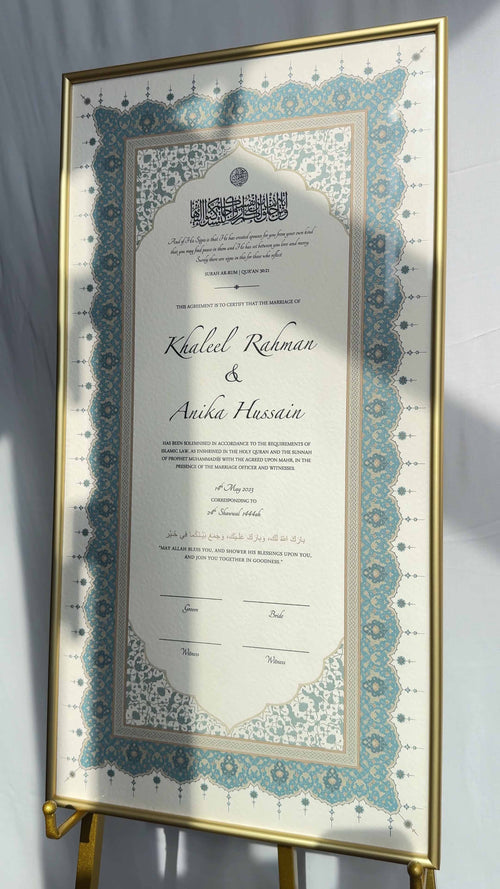 And of His Signs is that He has created spouses for you from your own kind
that you may find peace in them and He has set between you love and mercy
Surely there are signs in this for those who reflect
SURAH AR-RUM | QUR'AN 30:21
THIS AGREEMENT IS TO CERTIFY THAT THE MARRIAGE OF
Khaleel Rahman
&
Anika Hussain
HAS BEEN SOLEMNISED IN ACCORDANCE TO THE REQUIREMENTS OF
ISLAMIC LAW, AS ENSHRINED IN THE HOLY QURAN AND THE SUNNAH
OF PROPHET MUHAMMADﷺ WITH THE AGREED UPON MAHR, IN THE
PRESENCE OF THE MARRIAGE OFFICER AND WITNESSES.
14th May 2023
CORRESPONDING TO
24th Shawwal 1444ah
بارك الله لك، وبارك عليك، وجمع بينكما في خير
"MAY ALLAH BLESS YOU, AND SHOWER HIS BLESSINGS UPON YOU,
AND JOIN YOU TOGETHER IN GOODNESS."
Groom Bride
Witness Witness